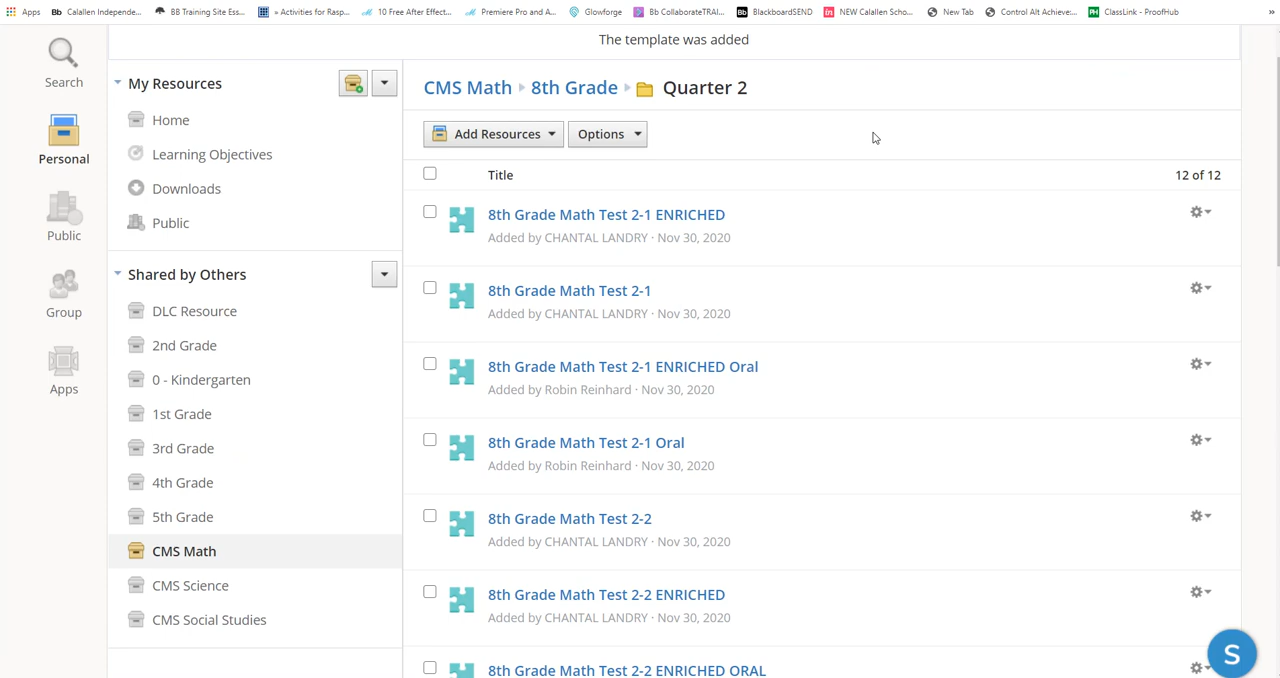 Apps Bb Calallen Independe... BB Training Site Ess... » Activities for Rasp... 10 Free After Effect... Premiere Pro and A... Glowforge Bb CollaborateTRAI... Bb BlackboardSEND NEW Calallen Scho... New Tab Control Alt Achieve:... PH ClassLink - ProofHub »
The template was added
Search
Personal
Public
Group
Apps
My Resources
Home
Learning Objectives
Downloads
Public
Shared by Others
DLC Resource
2nd Grade
0 - Kindergarten
1st Grade
3rd Grade
4th Grade
5th Grade
CMS Math
CMS Science
CMS Social Studies
CMS Math 8th Grade Quarter 2
Add Resources Options
Title 12 of 12
8th Grade Math Test 2-1 ENRICHED
Added by CHANTAL LANDRY · Nov 30, 2020
8th Grade Math Test 2-1
Added by CHANTAL LANDRY · Nov 30, 2020
8th Grade Math Test 2-1 ENRICHED Oral
Added by Robin Reinhard · Nov 30, 2020
8th Grade Math Test 2-1 Oral
Added by Robin Reinhard · Nov 30, 2020
8th Grade Math Test 2-2
Added by CHANTAL LANDRY · Nov 30, 2020
8th Grade Math Test 2-2 ENRICHED
Added by CHANTAL LANDRY · Nov 30, 2020
8th Grade Math Test 2-2 ENRICHED ORAL
S